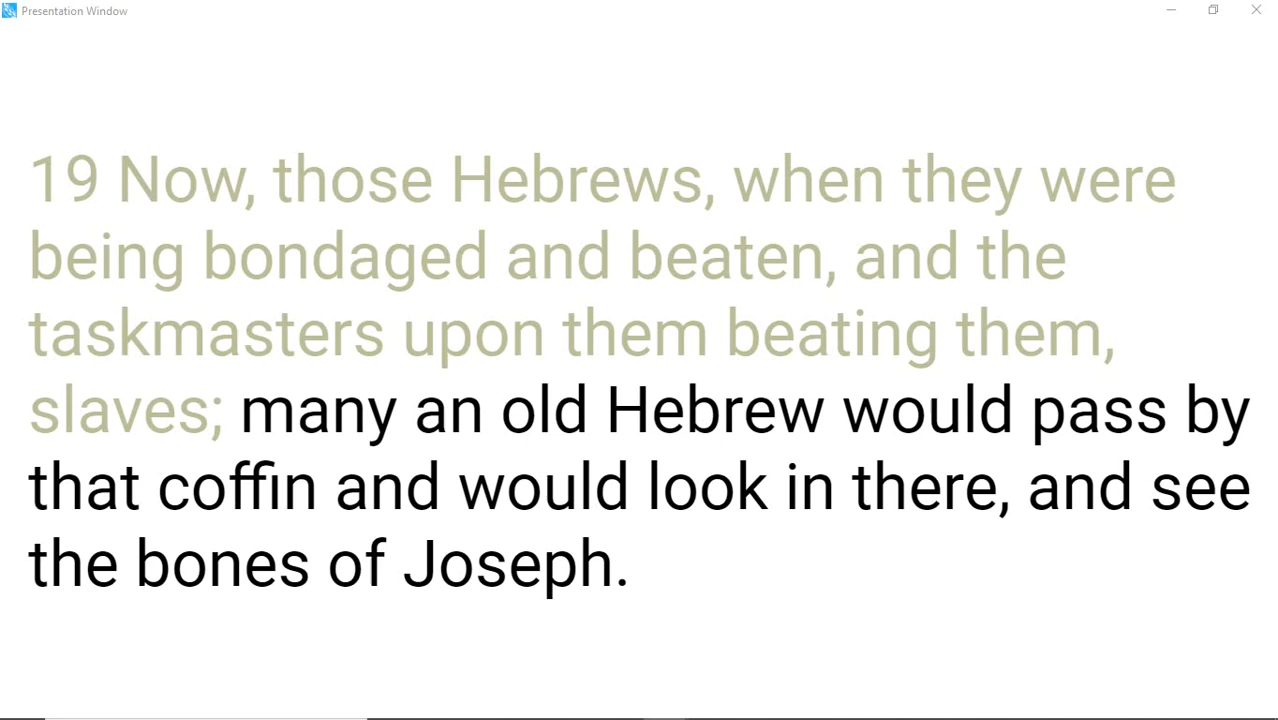 Presentation Window
19 Now, those Hebrews, when they were
being bondaged and beaten, and the
taskmasters upon them beating them,
slaves; many an old Hebrew would pass by
that coffin and would look in there, and see
the bones of Joseph.